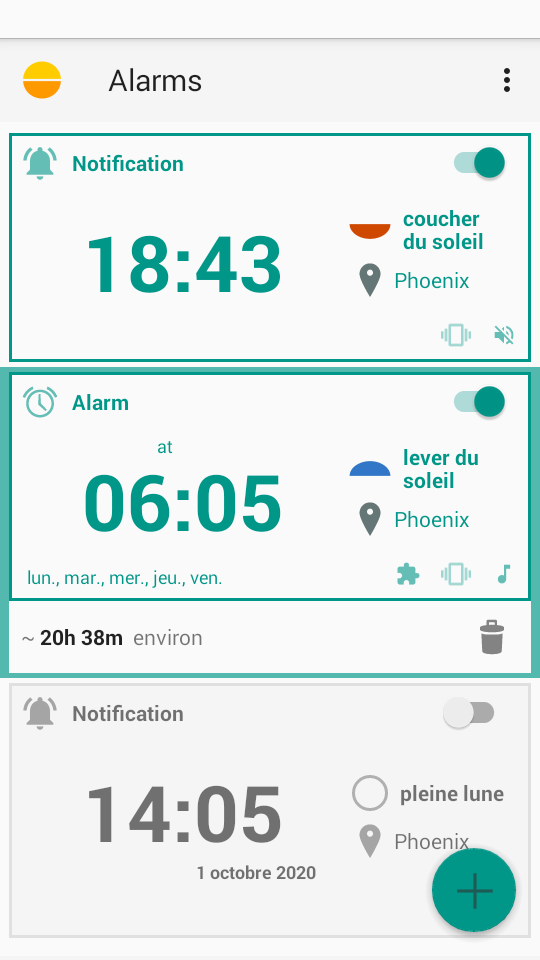 Alarms
Notification
18:43
coucher
du soleil
Phoenix
Alarm
at
06:05
lever du
soleil
Phoenix
lun., mar., mer., jeu., ven.
~ 20h 38m environ
Notification
14:05
pleine lune
Phoenix
1 octobre 2020